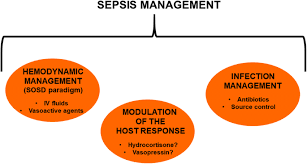 SEPSIS MANAGEMENT
HEMODYNAMIC
MANAGEMENT
(SOSD paradigm)
• IV fluids
• Vasoactive agents
MODULATION
OF THE
HOST RESPONSE
• Hydrocortisone?
• Vasopressin?
INFECTION
MANAGEMENT
• Antibiotics
• Source control